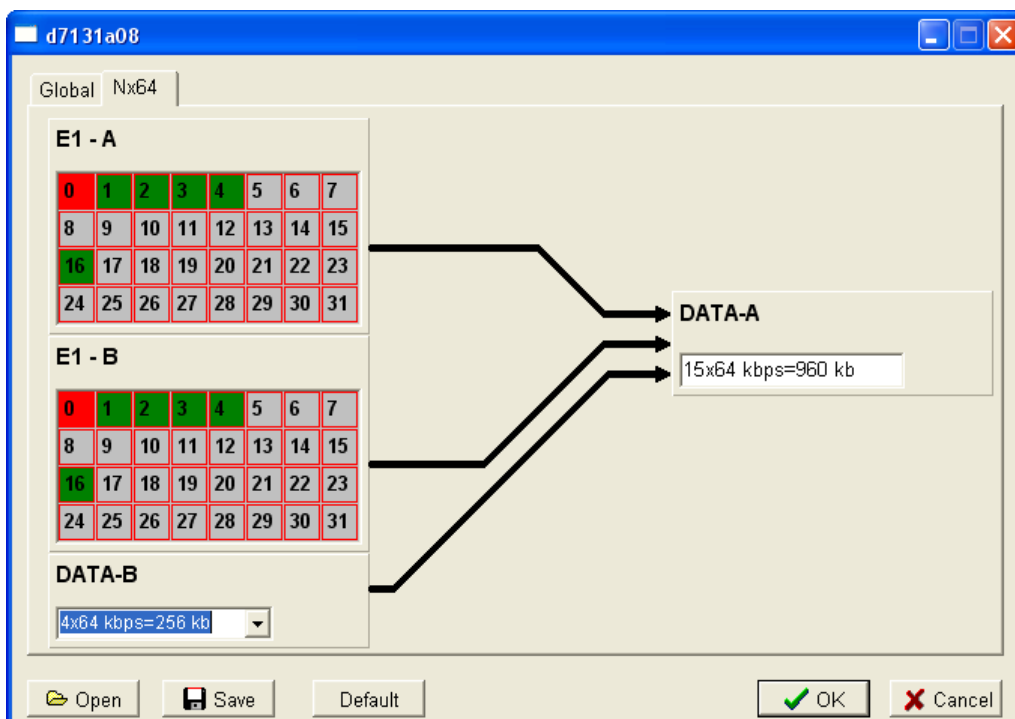 d7131a08
Global Nx64
E1 - A
0 1 2 3 4 5 6 7
8 9 10 11 12 13 14 15
16 17 18 19 20 21 22 23
24 25 26 27 28 29 30 31
DATA-A
15x64 kbps=960 kb
E1 - B
0 1 2 3 4 5 6 7
8 9 10 11 12 13 14 15
16 17 18 19 20 21 22 23
24 25 26 27 28 29 30 31
DATA-B
4x64 kbps=256 kb
Open Save Default OK Cancel